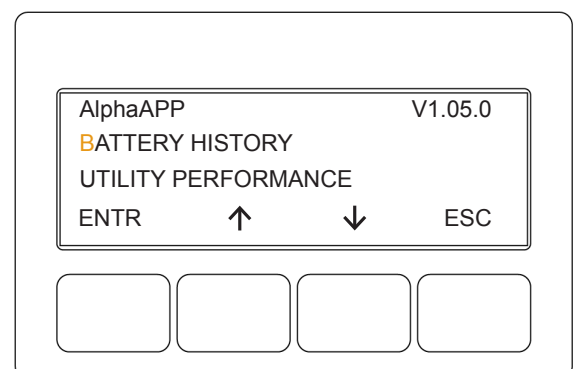 AlphaAPP V1.05.0
BATTERY HISTORY
UTILITY PERFORMANCE
ENTR ↑ ↓ ESC